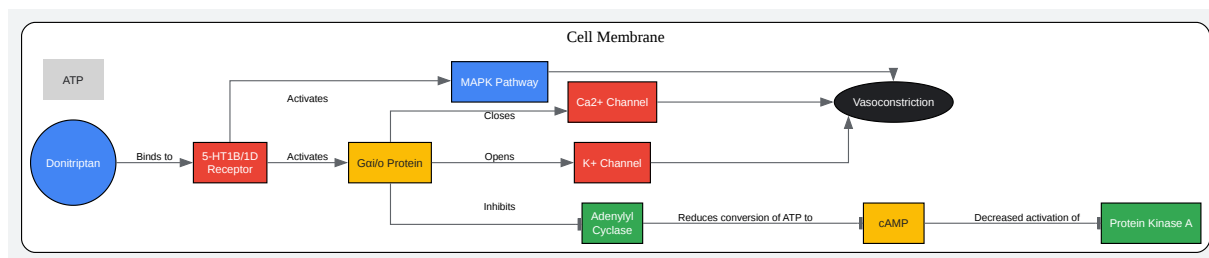 Cell Membrane
ATP
MAPK Pathway
Activates
Ca2+ Channel
Closes
Vasoconstriction
Donitriptan
Binds to
5-HT1B/1D
Receptor
Activates
Gαi/o Protein
Opens
K+ Channel
Inhibits
Adenylyl
Cyclase
Reduces conversion of ATP to
cAMP
Decreased activation of
Protein Kinase A